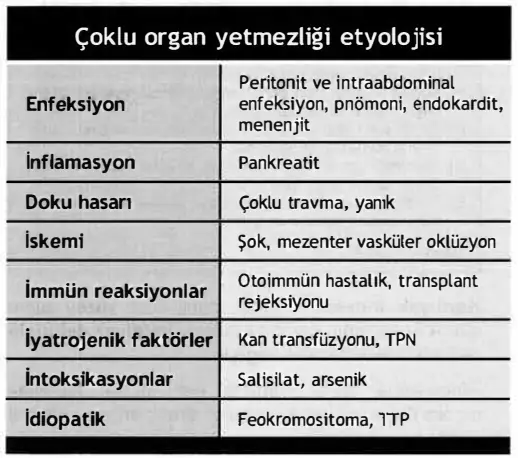 Çoklu organ yetmezliği etyolojisi
Enfeksiyon
Peritonit ve intraabdominal
enfeksiyon, pnömoni, endokardit,
menenjit
İnflamasyon
Pankreatit
Doku hasarı
Çoklu travma, yanık
İskemi
Şok, mezenter vasküler oklüzyon
İmmün reaksiyonlar
Otoimmün hastalık, transplant
rejeksiyonu
İyatrojenik faktörler
Kan transfüzyonu, TPN
İntoksikasyonlar
Salisilat, arsenik
İdiopatik
Feokromositoma, TTP